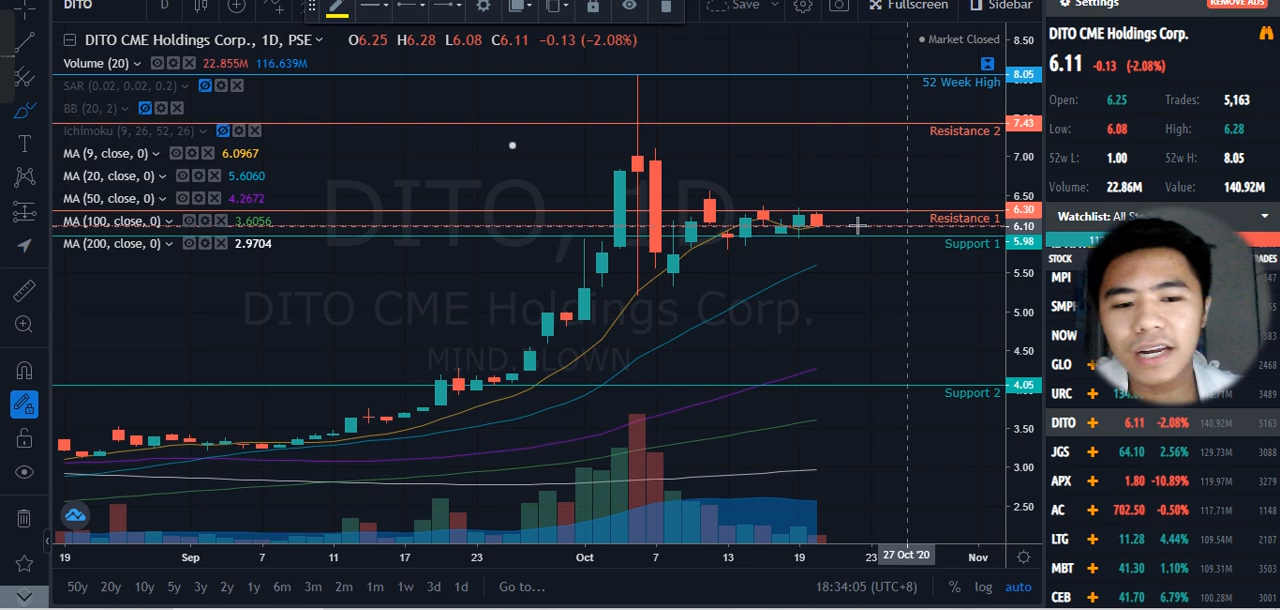 DITO
D
Save
Fullscreen
Sidebar
Settings
REMOVE ADS
DITO CME Holdings Corp., 1D, PSE O6.25 H6.28 L6.08 C6.11 -0.13 (-2.08%)
Market Closed
8.50
Volume (20) 22.855M 116.639M
8.05
52 Week High
SAR (0.02, 0.02, 0.2)
BB (20, 2)
7.43
Resistance 2
Ichimoku (9, 26, 52, 26)
MA (9, close, 0) 6.0967
7.00
MA (20, close, 0) 5.6060
MA (50, close, 0) 4.2672
6.50
6.30
Resistance 1
MA (100, close, 0) 3.6056
6.10
MA (200, close, 0) 2.9704
5.98
Support 1
DITO, 1D
DITO CME Holdings Corp.
MIND.BLOWN
5.50
5.00
4.50
4.05
Support 2
3.50
3.00
2.50
19 Sep 7 11 17 23 Oct 7 13 19 23 27 Oct '20 Nov
50y 20y 10y 5y 3y 2y 1y 6m 3m 2m 1m 1w 3d 1d Go to...
18:34:05 (UTC+8) % log auto
DITO CME Holdings Corp.
6.11 -0.13 (-2.08%)
Open: 6.25 Trades: 5,163
Low: 6.08 High: 6.28
52w L: 1.00 52w H: 8.05
Volume: 22.86M Value: 140.92M
Watchlist: All
STOCK
MPI
SMPH
NOW
GLO 2468
URC 3489
DITO 6.11 -2.08% 140.92M 5163
JGS 64.10 2.56% 129.73M 3088
APX 1.80 -10.89% 119.97M 3279
AC 702.50 -0.50% 117.71M 1148
LTG 11.28 4.44% 109.54M 2107
MBT 41.30 1.10% 109.31M 3503
CEB 41.70 6.79% 100.28M 3001